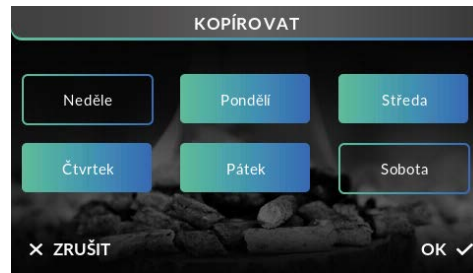 KOPÍROVAT
Neděle Pondělí Středa
Čtvrtek Pátek Sobota
✕ ZRUŠIT OK ✓